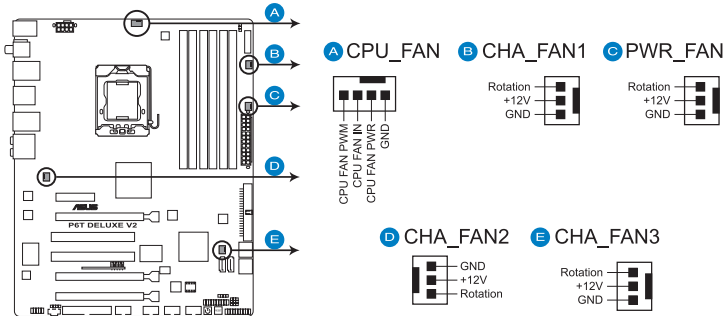 A
B
C
D
E
ASUS
P6T DELUXE V2
A CPU_FAN
CPU FAN PWM
CPU FAN IN
CPU FAN PWR
GND
B CHA_FAN1
Rotation
+12V
GND
C PWR_FAN
Rotation
+12V
GND
D CHA_FAN2
GND
+12V
Rotation
E CHA_FAN3
Rotation
+12V
GND